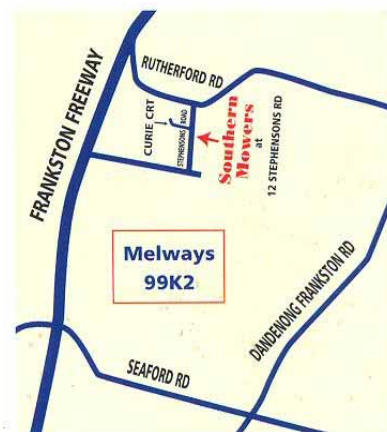 RUTHERFORD RD
FRANKSTON FREEWAY
CURIE CRT
STEPHENSONS ROAD
Southern
Mowers
at
12 STEPHENSONS RD
Melways
99K2
DANDENONG FRANKSTON RD
SEAFORD RD